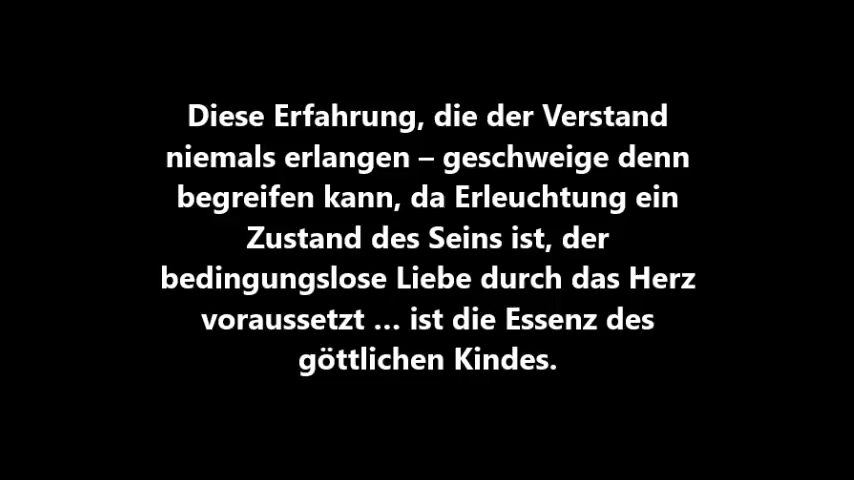 Diese Erfahrung, die der Verstand
niemals erlangen – geschweige denn
begreifen kann, da Erleuchtung ein
Zustand des Seins ist, der
bedingungslose Liebe durch das Herz
voraussetzt … ist die Essenz des
göttlichen Kindes.